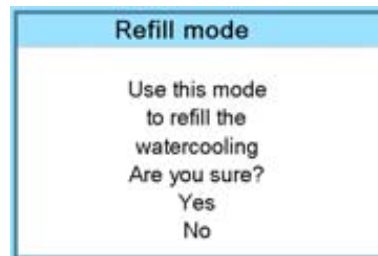 Refill mode
Use this mode
to refill the
watercooling
Are you sure?
Yes
No